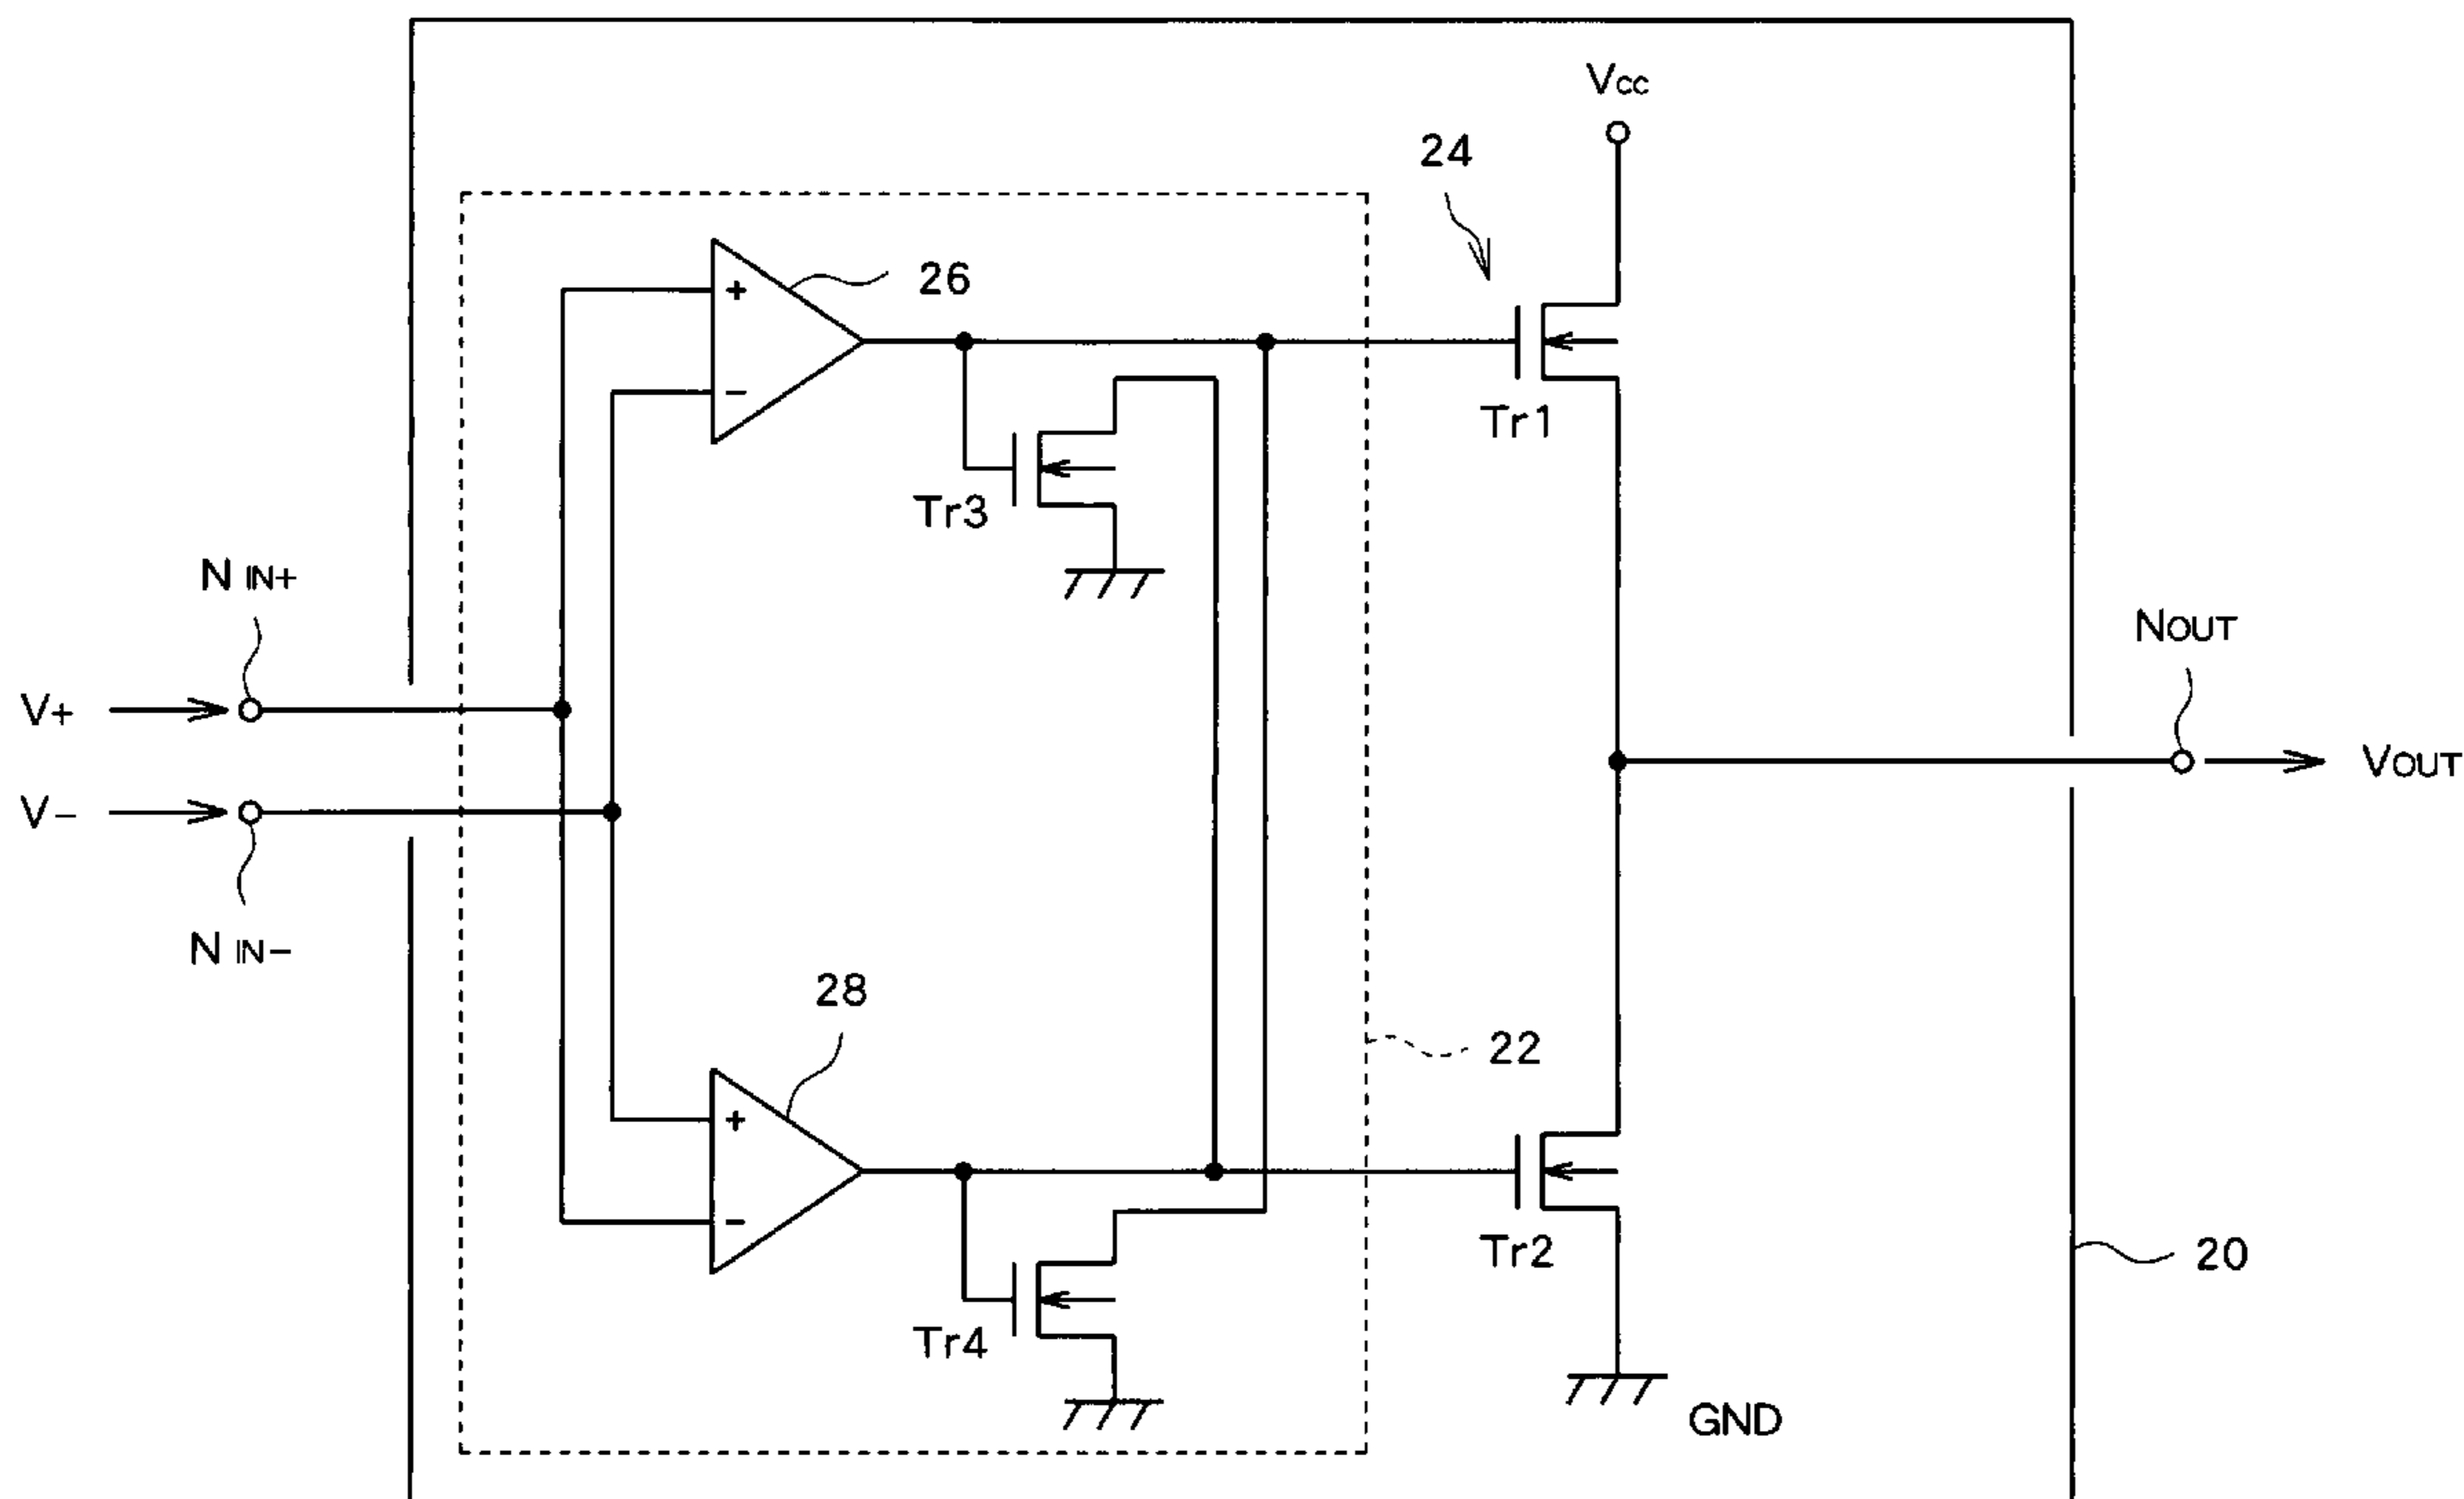 VCC
24
26
+
−
Tr1
Tr3
N IN+
NOUT
V+
VOUT
V−
N IN−
28
22
+
−
Tr2
20
Tr4
GND